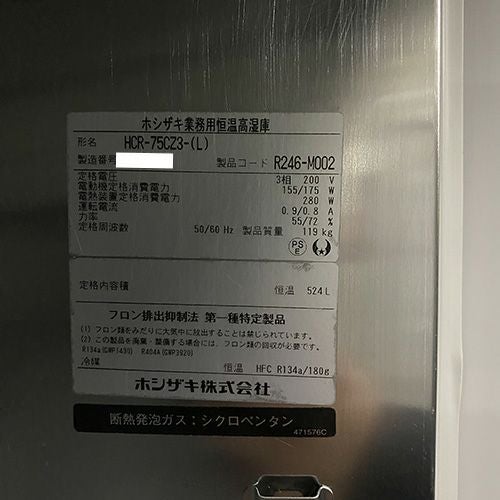 ホシザキ業務用恒温高湿庫
形名 HCR-75CZ3-(L)
製造番号 製品コード R246-M002
定格電圧 3相 200 V
電動機定格消費電力 155/175 W
電熱装置定格消費電力 280 W
運転電流 0.9/0.8 A
力率 55/72 %
定格周波数 50/60 Hz 製品質量 119 kg
PS E
定格内容積 恒温 524 L
フロン排出抑制法 第一種特定製品
(1) フロン類をみだりに大気中に放出することは禁じられています。
(2) この製品を廃棄・整備する場合には、フロン類の回収が必要です。
R134a(GWP1430) R404A(GWP3920)
冷媒 恒温 HFC R134a/180g
ホシザキ株式会社
断熱発泡ガス:シクロペンタン
471576C